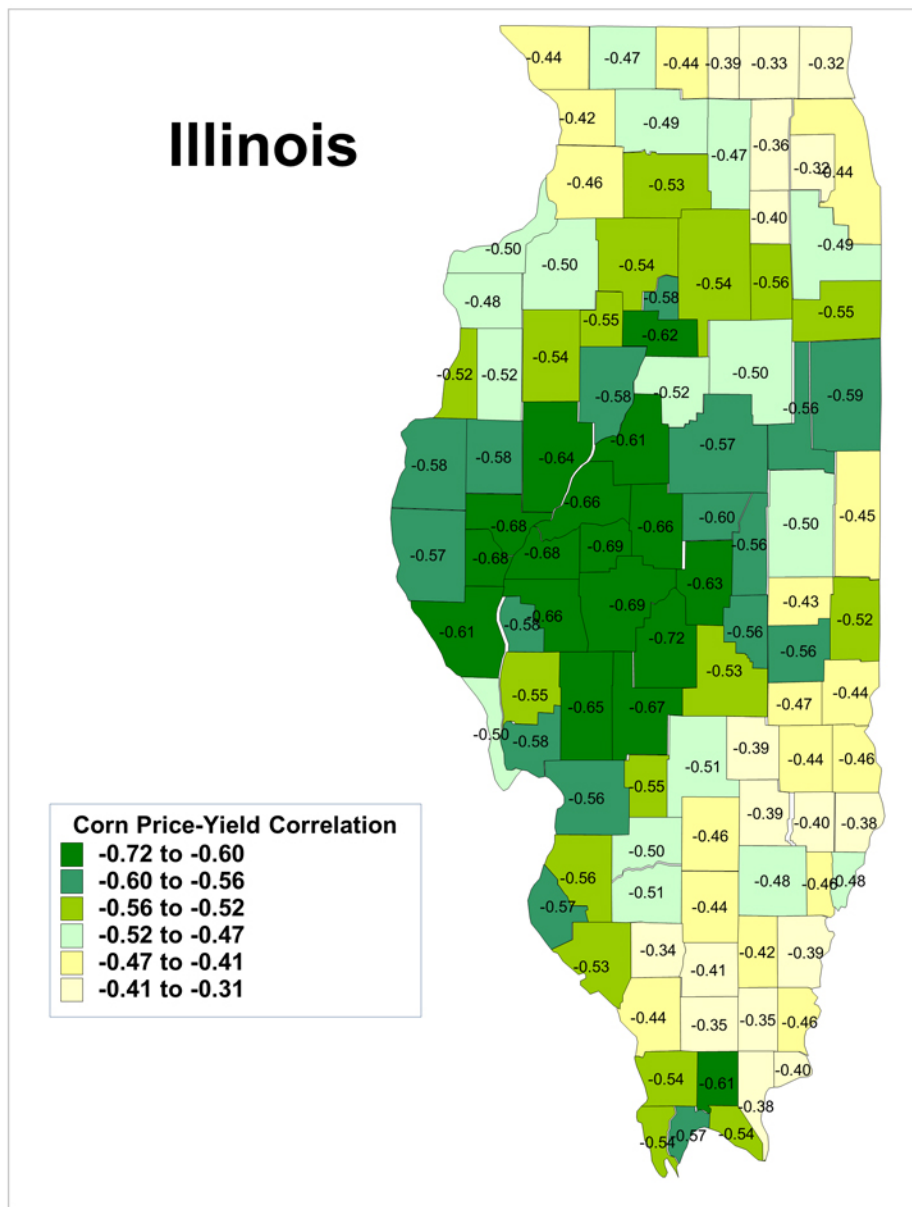 -0.44 -0.47 -0.44 -0.39 -0.33 -0.32
Illinois
-0.42 -0.49 -0.47 -0.36 -0.32 -0.44
-0.46 -0.53 -0.40
-0.50 -0.50 -0.54 -0.54 -0.56 -0.49
-0.48 -0.55 -0.58 -0.55
-0.62
-0.52 -0.52 -0.54 -0.58 -0.52 -0.50 -0.56 -0.59
-0.58 -0.58 -0.64 -0.61 -0.57
-0.66 -0.66 -0.60 -0.50 -0.45
-0.57 -0.68 -0.68 -0.68 -0.69 -0.56
-0.63 -0.43
-0.61 -0.58 -0.66 -0.69 -0.72 -0.56 -0.56 -0.52
-0.55 -0.53
-0.50 -0.58 -0.65 -0.67 -0.47 -0.44
-0.56 -0.55 -0.51 -0.39 -0.44 -0.46
-0.50 -0.46 -0.39 -0.40 -0.38
Corn Price-Yield Correlation
-0.72 to -0.60
-0.60 to -0.56
-0.56 to -0.52
-0.52 to -0.47
-0.47 to -0.41
-0.41 to -0.31
-0.56 -0.51 -0.48 -0.46 -0.48
-0.57 -0.44
-0.53 -0.34 -0.41 -0.42 -0.39
-0.44 -0.35 -0.35 -0.46
-0.54 -0.61 -0.38 -0.40
-0.54 -0.57 -0.54